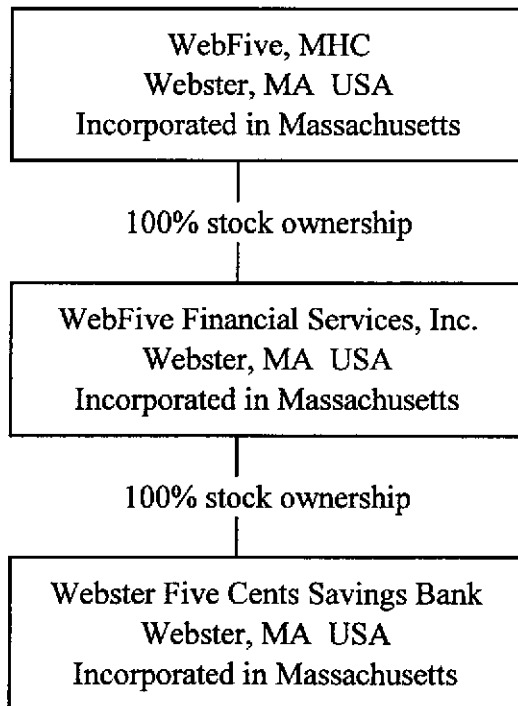 WebFive, MHC
Webster, MA USA
Incorporated in Massachusetts
100% stock ownership
WebFive Financial Services, Inc.
Webster, MA USA
Incorporated in Massachusetts
100% stock ownership
Webster Five Cents Savings Bank
Webster, MA USA
Incorporated in Massachusetts